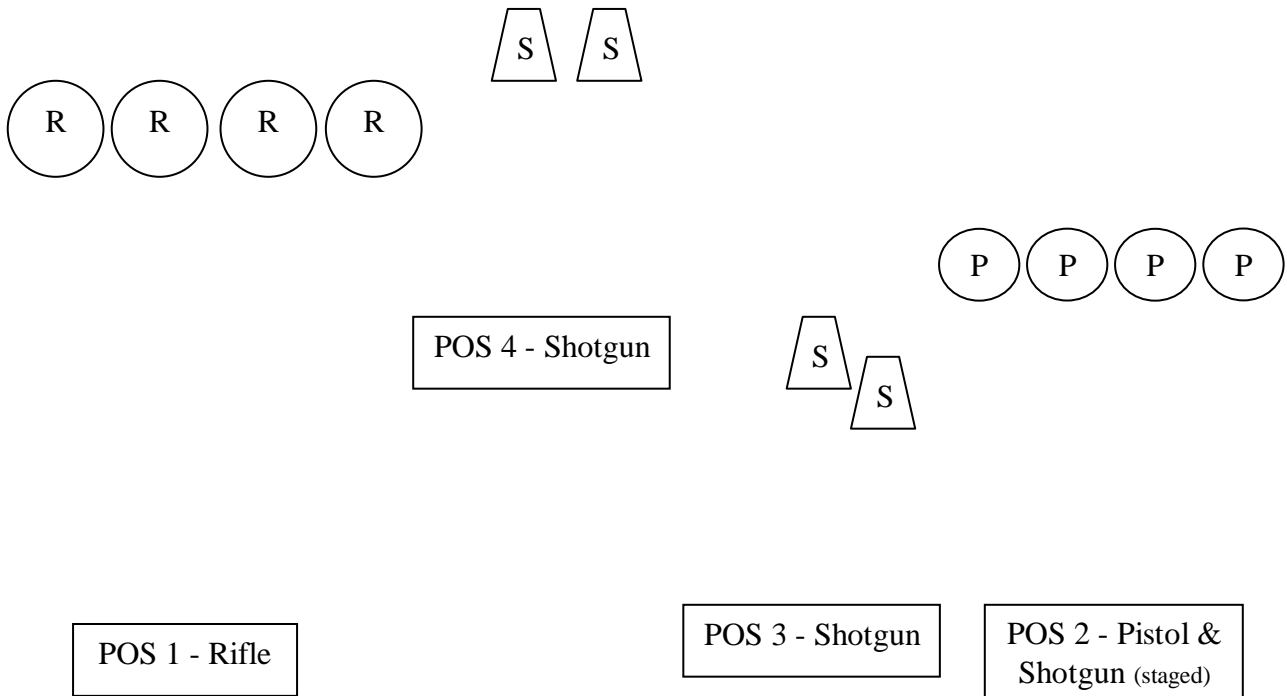 S S
R R R R
P P P P
POS 4 - Shotgun
S
S
POS 3 - Shotgun
POS 2 - Pistol &
Shotgun (staged)
POS 1 - Rifle